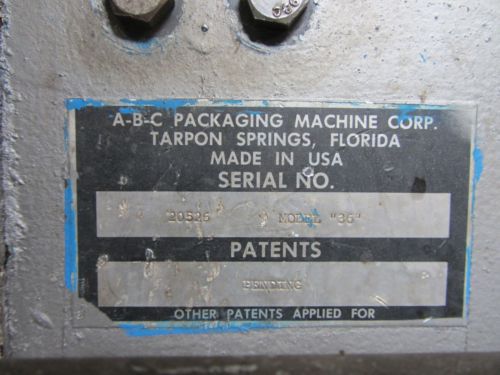 A-B-C PACKAGING MACHINE CORP.
TARPON SPRINGS, FLORIDA
MADE IN USA
SERIAL NO.
MODEL "36"
PATENTS
PENDING
OTHER PATENTS APPLIED FOR